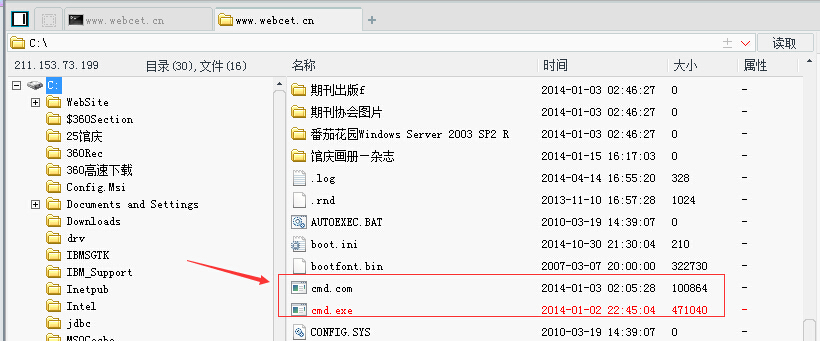 www.webcet.cn
www.webcet.cn
+
C:\
读取
211.153.73.199 目录(30),文件(16)
名称 时间 大小 属性
C:
WebSite
$360Section
25馆庆
360Rec
360高速下载
Config.Msi
Documents and Settings
Downloads
drv
IBMSGTK
IBM_Support
Inetpub
Intel
jdbc
MSOCache
期刊出版f 2014-01-03 02:46:27 0 -
期刊协会图片 2014-01-03 02:46:27 0 -
番茄花园Windows Server 2003 SP2 R 2014-01-03 02:46:27 0 -
馆庆画册一杂志 2014-01-15 16:17:03 0 -
.log 2014-04-14 16:55:20 328 -
.rnd 2013-11-10 16:57:28 1024 -
AUTOEXEC.BAT 2010-03-19 14:39:07 0 -
boot.ini 2014-10-30 21:30:04 210 -
bootfont.bin 2007-03-07 20:00:00 322730 -
cmd.com 2014-01-03 02:05:28 100864 -
cmd.exe 2014-01-02 22:45:04 471040 -
CONFIG.SYS 2010-03-19 14:39:07 0 -